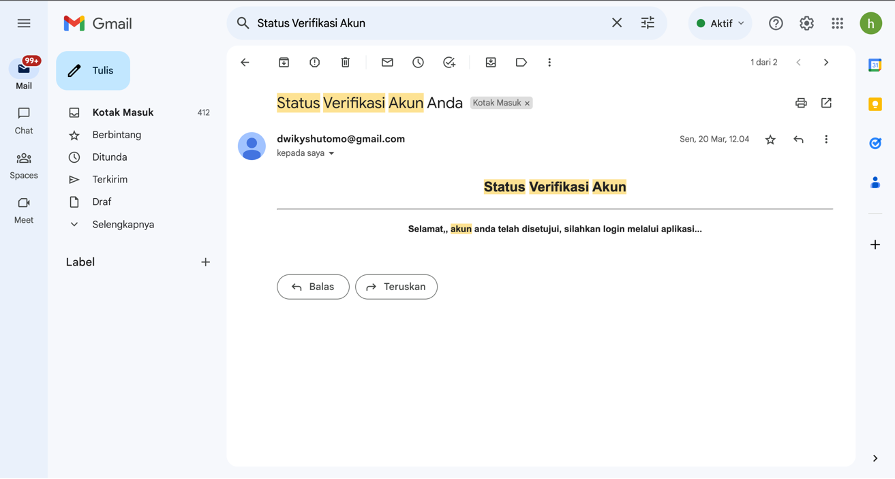 Gmail
Status Verifikasi Akun
Aktif
h
99+
Mail
Chat
Spaces
Meet
Tulis
Kotak Masuk 412
Berbintang
Ditunda
Terkirim
Draf
Selengkapnya
Label
1 dari 2
Status Verifikasi Akun Anda Kotak Masuk ×
dwikyshutomo@gmail.com
Sen, 20 Mar, 12.04
kepada saya
Status Verifikasi Akun
Selamat,, akun anda telah disetujui, silahkan login melalui aplikasi...
Balas Teruskan
31